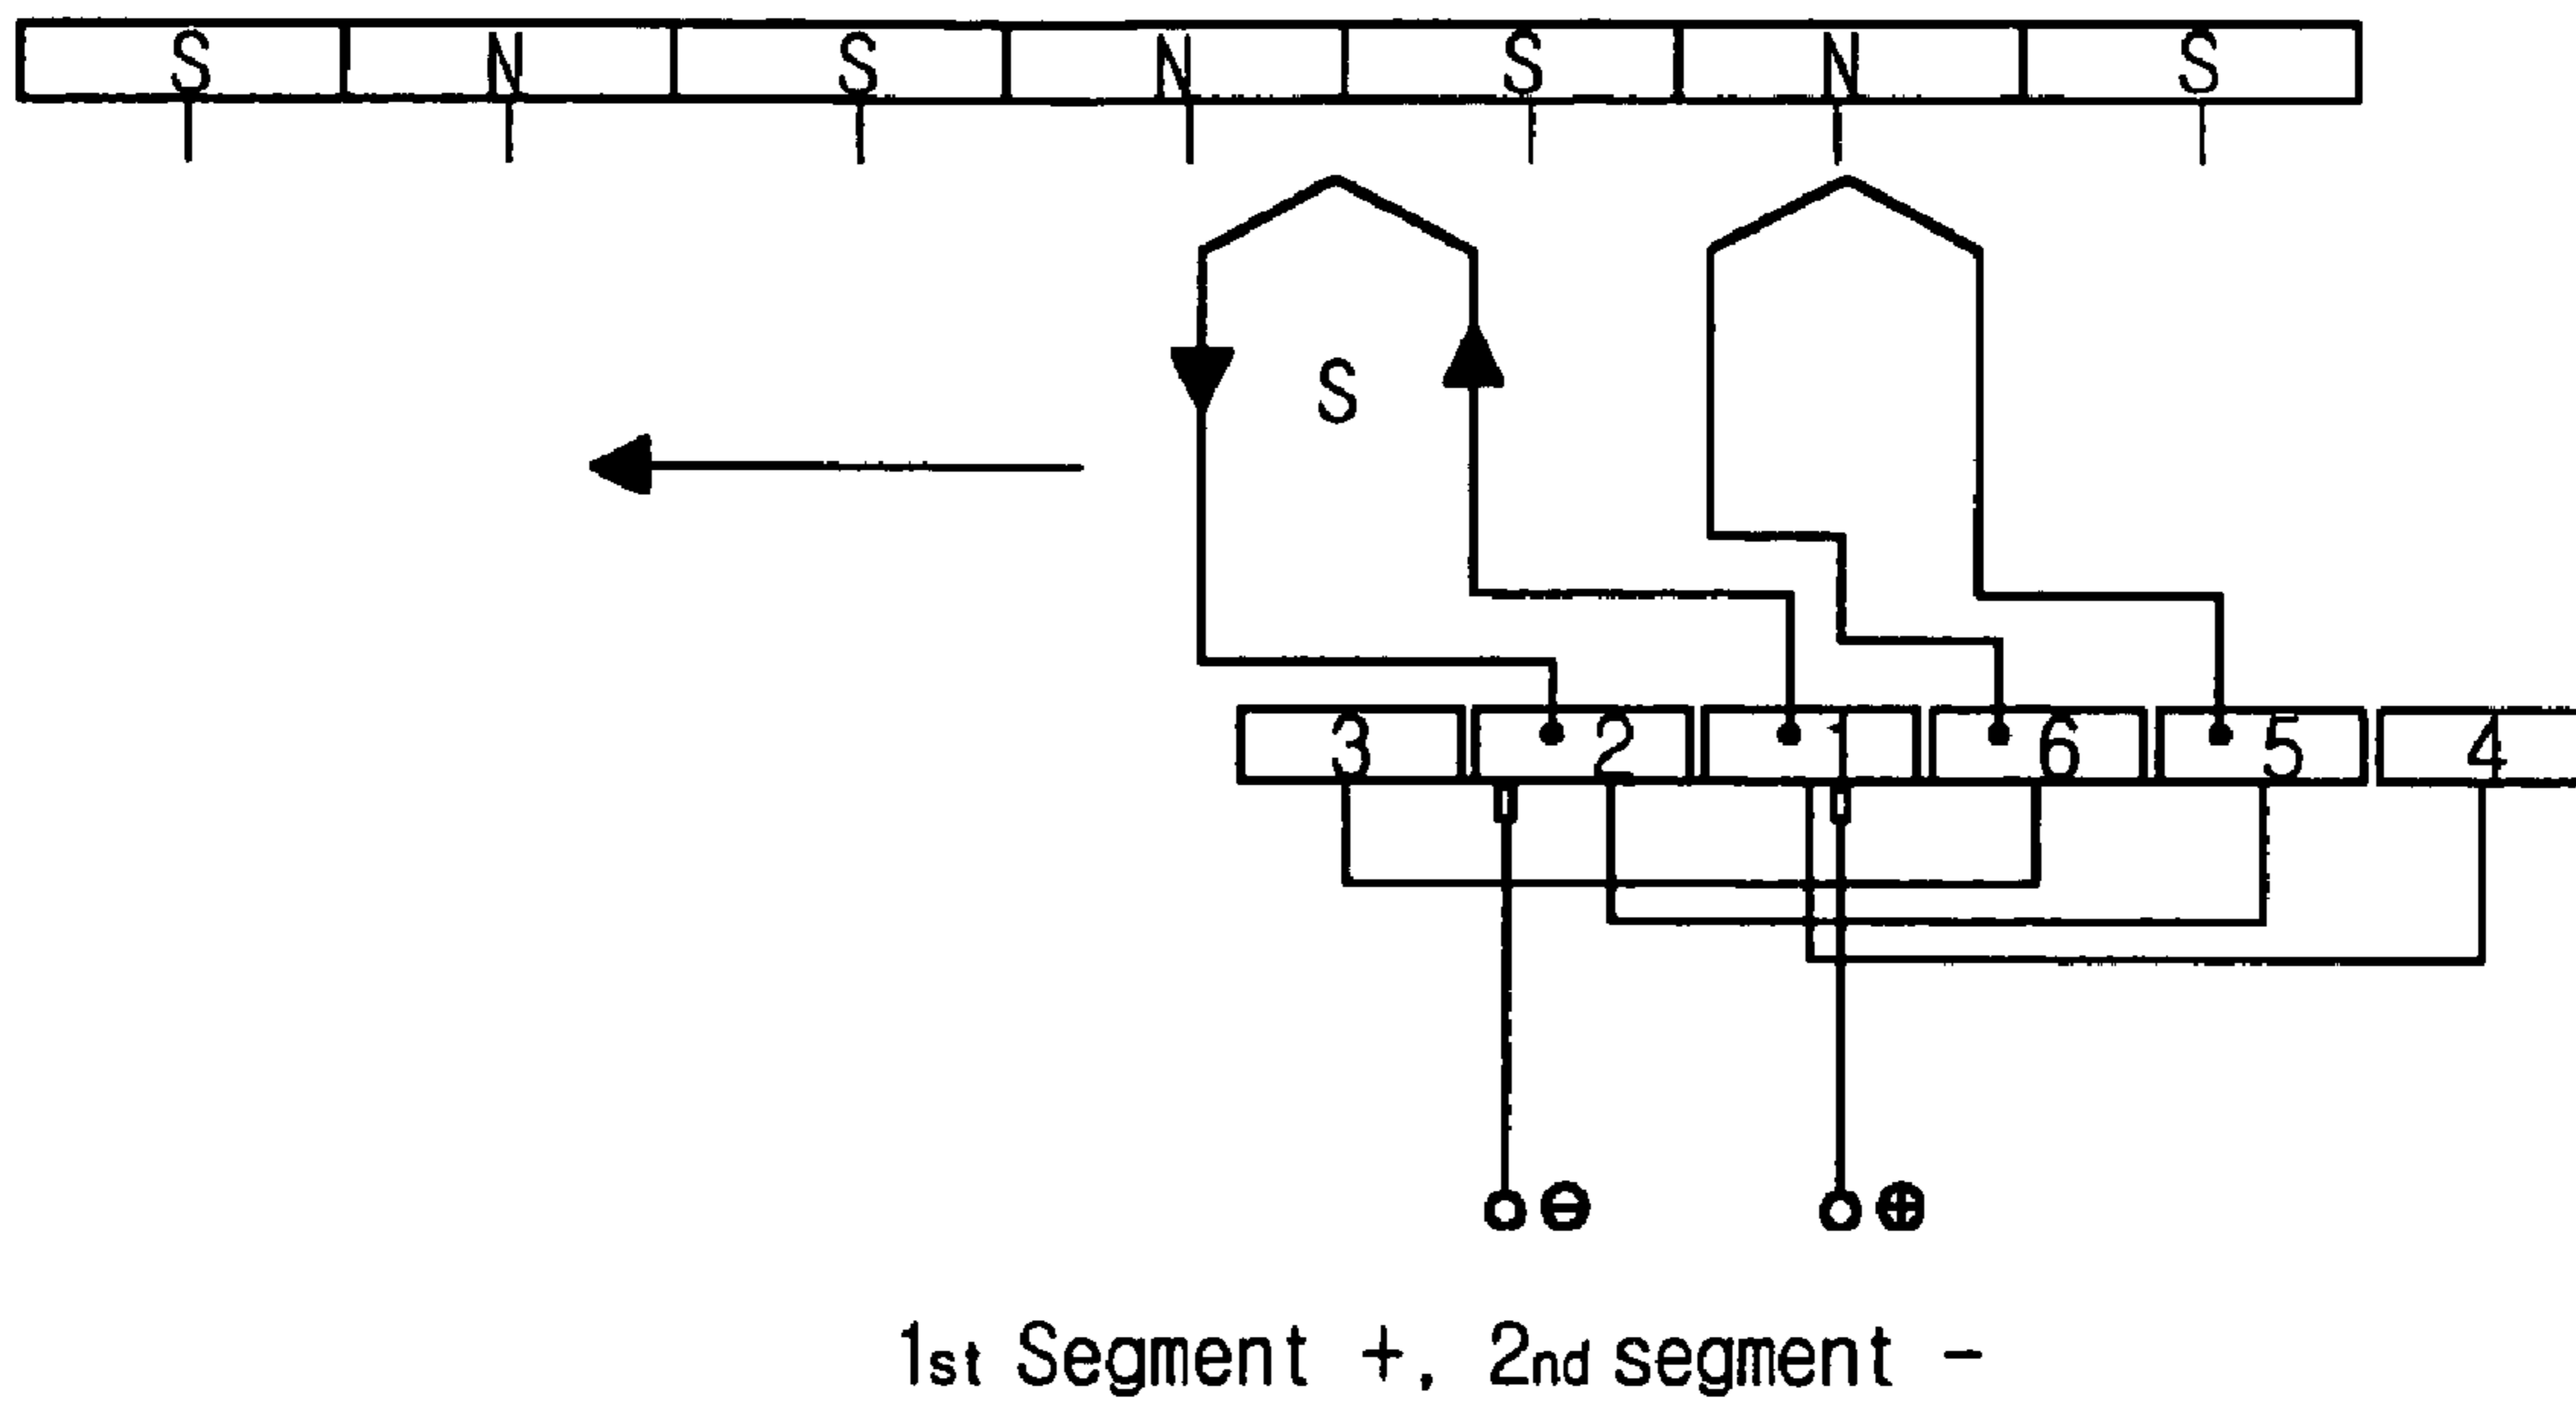 S N S N S N S
S
3 2 1 6 5 4
⊖ ⊕
1st Segment +, 2nd segment -